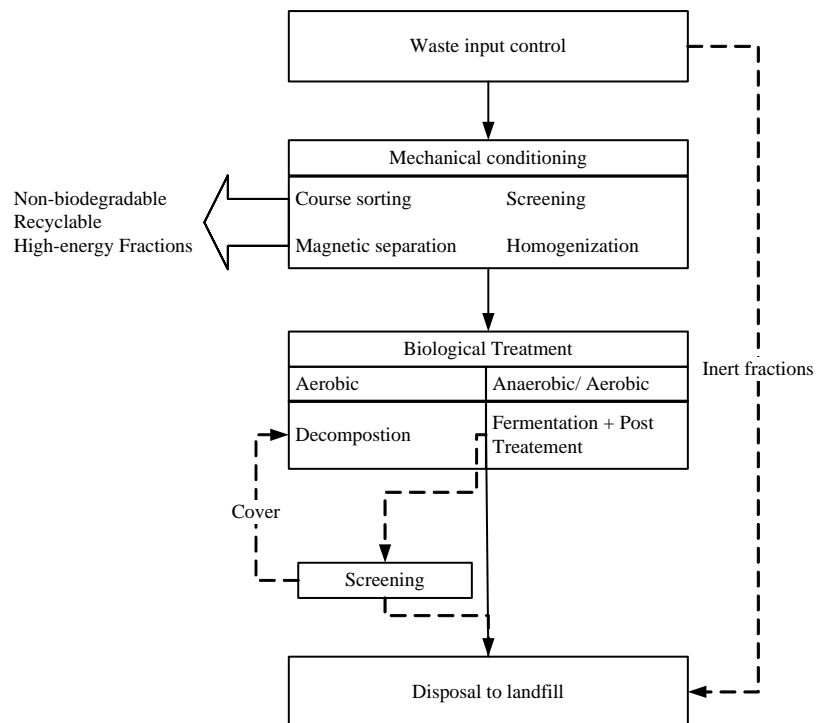 Waste input control
Mechanical conditioning
Non-biodegradable
Recyclable
High-energy Fractions
Course sorting
Screening
Magnetic separation
Homogenization
Biological Treatment
Aerobic
Anaerobic/ Aerobic
Inert fractions
Decompostion
Fermentation + Post
Treatement
Cover
Screening
Disposal to landfill